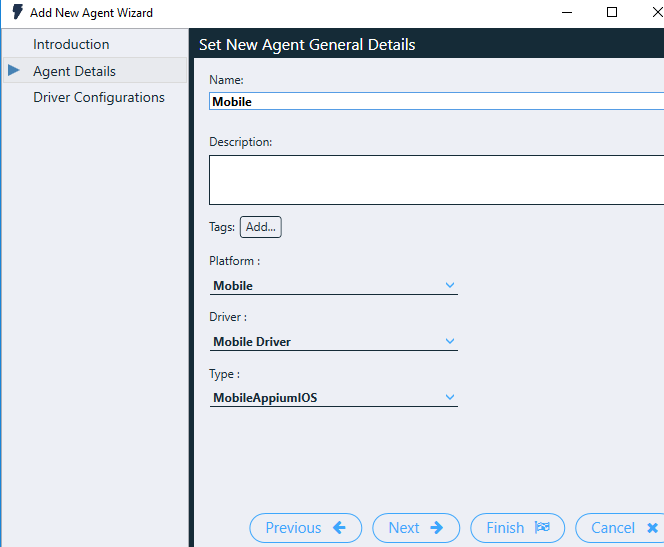 Add New Agent Wizard
Introduction
Agent Details
Driver Configurations
Set New Agent General Details
Name:
Mobile
Description:
Tags: Add...
Platform :
Mobile
Driver :
Mobile Driver
Type :
MobileAppiumIOS
Previous Next Finish Cancel